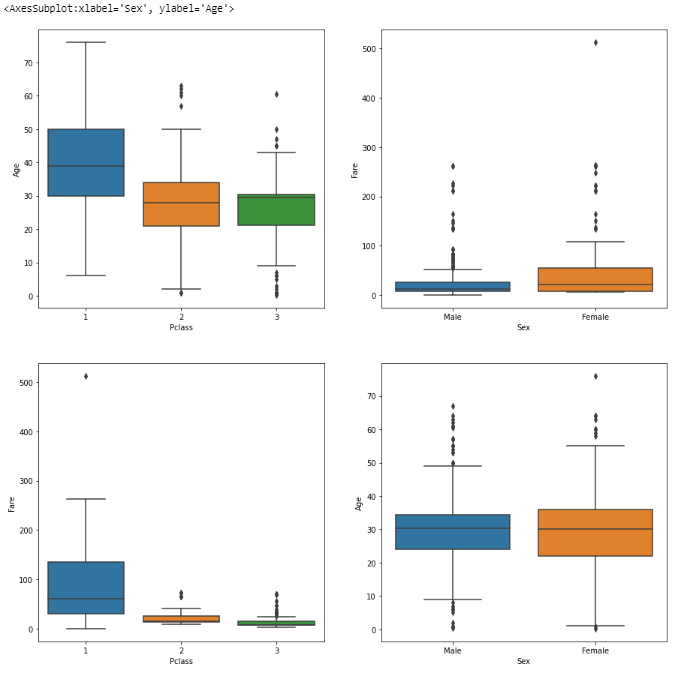 <AxesSubplot:xlabel='Sex', ylabel='Age'>
70
60
50
40
30
20
10
0
Age
1 2 3
Pclass
500
400
300
200
100
0
Fare
Male Female
Sex
500
400
300
200
100
0
Fare
1 2 3
Pclass
70
60
50
40
30
20
10
0
Age
Male Female
Sex